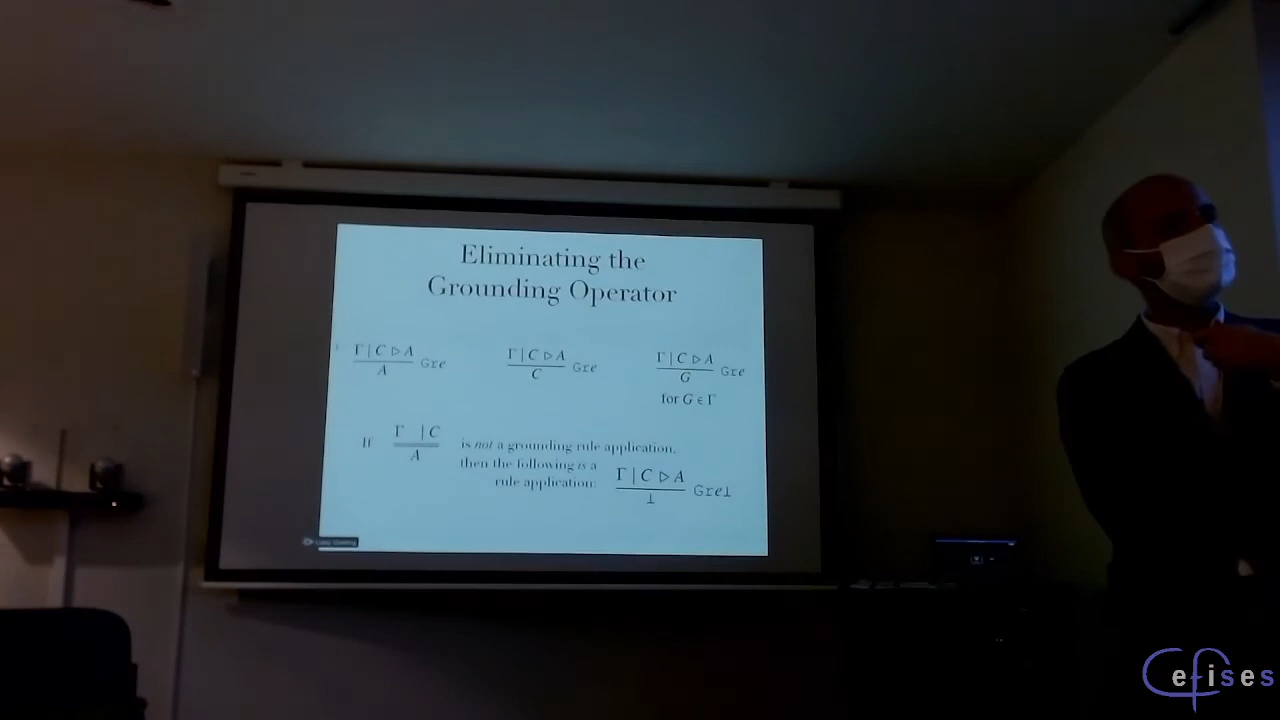 Eliminating the
Grounding Operator
Γ | C ▷ A
A
Gre
Γ | C ▷ A
C
Gre
Γ | C ▷ A
G
Gre
for G ∈ Γ
If
Γ | C
A
is not a grounding rule application,
then the following is a
rule application:
Γ | C ▷ A
⊥
Gre⊥
Cefises